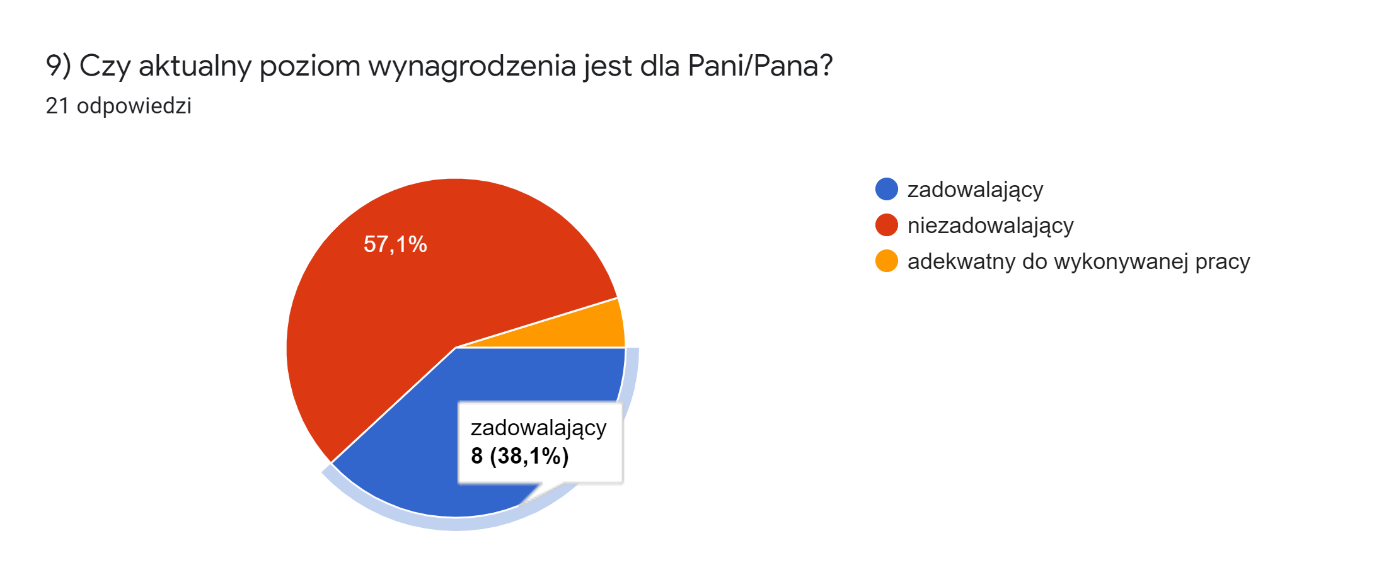 9) Czy aktualny poziom wynagrodzenia jest dla Pani/Pana?
21 odpowiedzi
57,1%
zadowalający
8 (38,1%)
zadowalający
niezadowalający
adekwatny do wykonywanej pracy